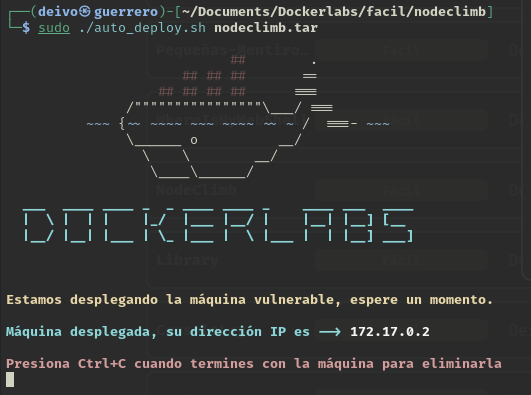 ┌──(deivo㉿guerrero)-[~/Documents/Dockerlabs/facil/nodeclimb]
└─$ sudo ./auto_deploy.sh nodeclimb.tar
DOCKERLABS
Estamos desplegando la máquina vulnerable, espere un momento.
Máquina desplegada, su dirección IP es --> 172.17.0.2
Presiona Ctrl+C cuando termines con la máquina para eliminarla
NodeClimb
Library